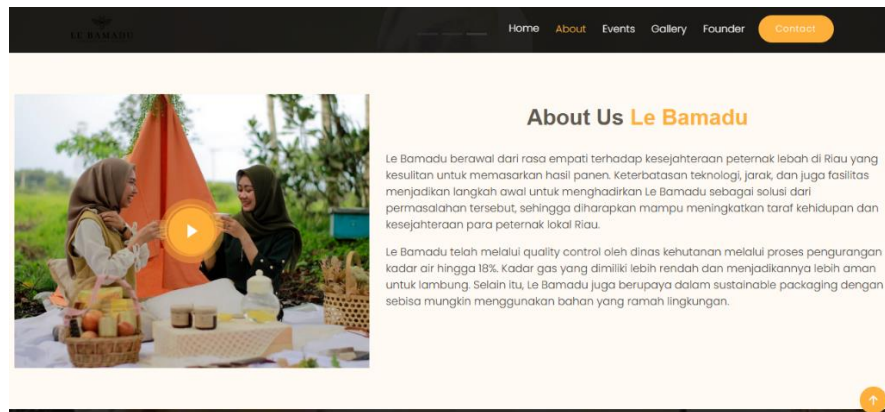 LE BAMADU
Home About Events Gallery Founder Contact
About Us Le Bamadu
Le Bamadu berawal dari rasa empati terhadap kesejahteraan peternak lebah di Riau yang
kesulitan untuk memasarkan hasil panen. Keterbatasan teknologi, jarak, dan juga fasilitas
menjadikan langkah awal untuk menghadirkan Le Bamadu sebagai solusi dari
permasalahan tersebut, sehingga diharapkan mampu meningkatkan taraf kehidupan dan
kesejahteraan para peternak lokal Riau.
Le Bamadu telah melalui quality control oleh dinas kehutanan melalui proses pengurangan
kadar air hingga 18%. Kadar gas yang dimiliki lebih rendah dan menjadikannya lebih aman
untuk lambung. Selain itu, Le Bamadu juga berupaya dalam sustainable packaging dengan
sebisa mungkin menggunakan bahan yang ramah lingkungan.